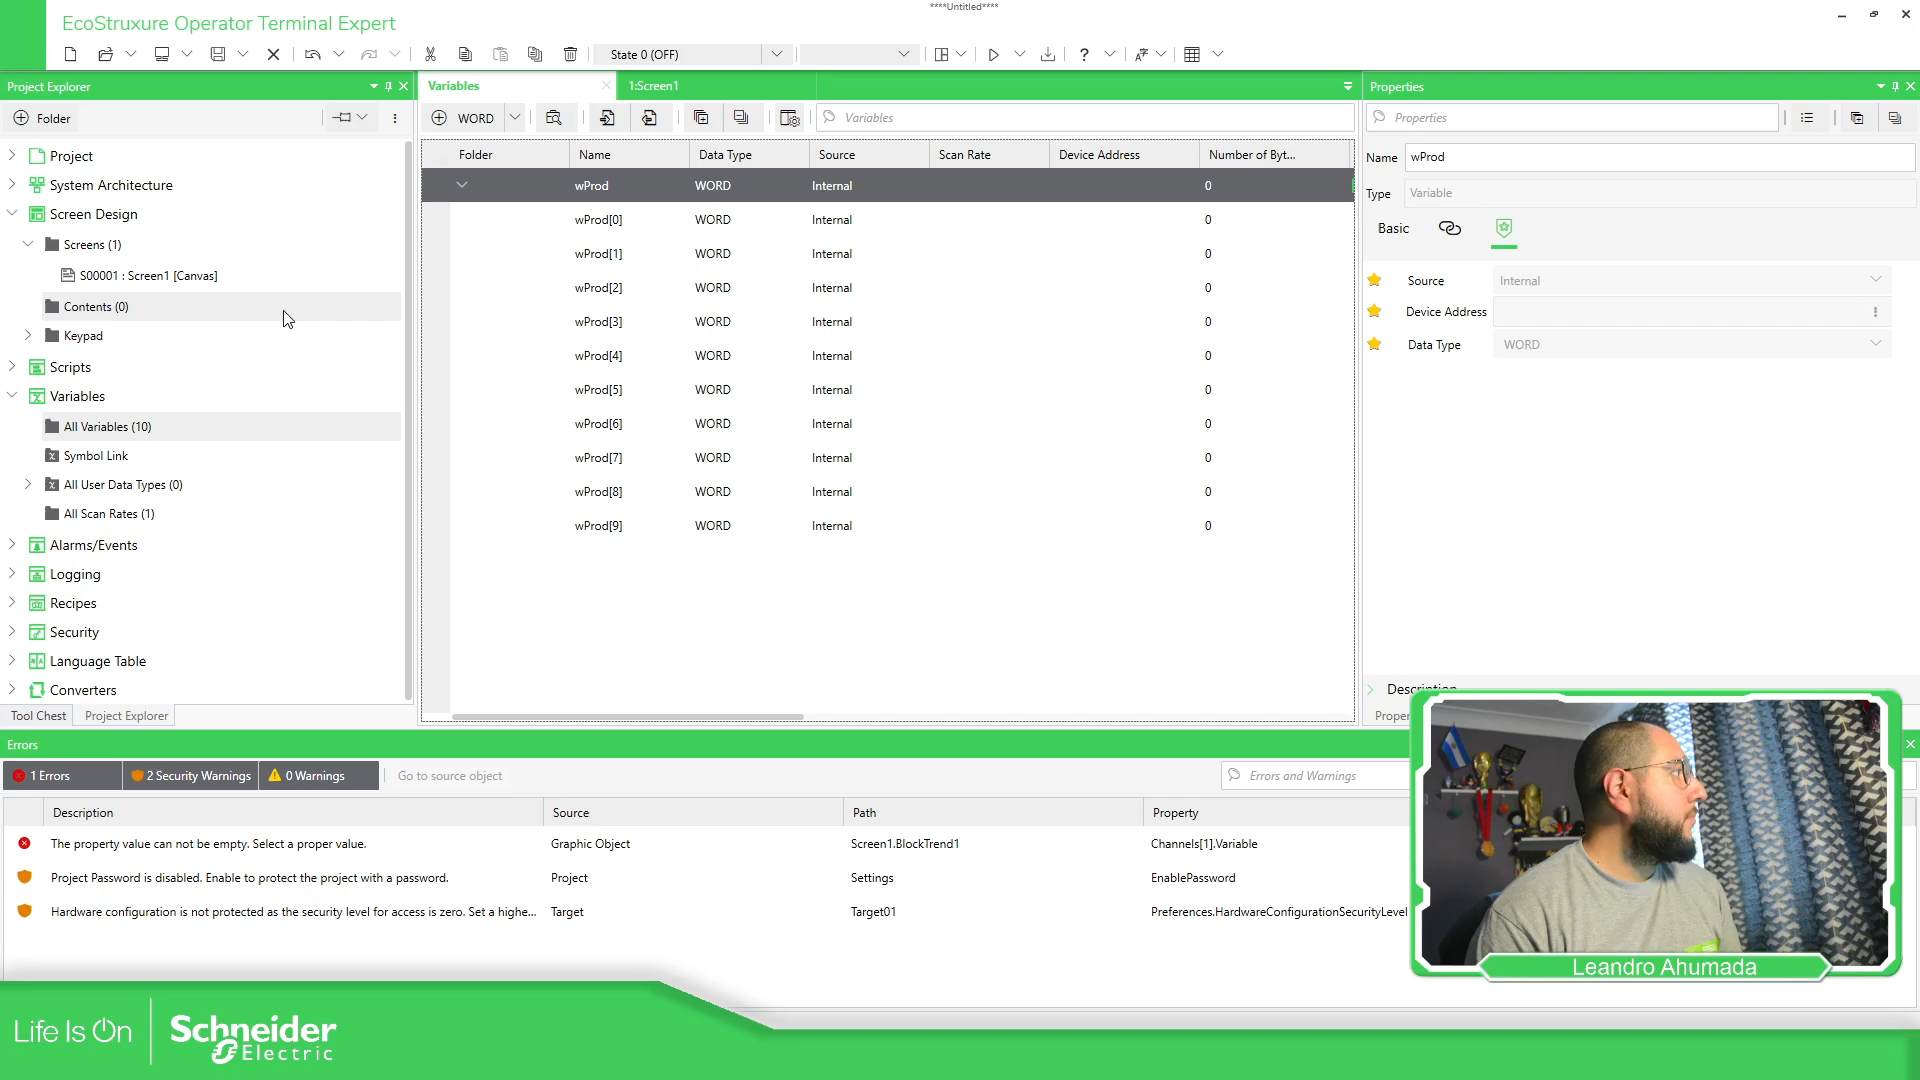 ****Untitled****
EcoStruxure Operator Terminal Expert
State 0 (OFF)
Project Explorer
Folder
Project
System Architecture
Screen Design
Screens (1)
S00001 : Screen1 [Canvas]
Contents (0)
Keypad
Scripts
Variables
All Variables (10)
Symbol Link
All User Data Types (0)
All Scan Rates (1)
Alarms/Events
Logging
Recipes
Security
Language Table
Converters
Tool Chest Project Explorer
Variables 1:Screen1
WORD Variables
Folder Name Data Type Source Scan Rate Device Address Number of Byt...
wProd WORD Internal 0
wProd[0] WORD Internal 0
wProd[1] WORD Internal 0
wProd[2] WORD Internal 0
wProd[3] WORD Internal 0
wProd[4] WORD Internal 0
wProd[5] WORD Internal 0
wProd[6] WORD Internal 0
wProd[7] WORD Internal 0
wProd[8] WORD Internal 0
wProd[9] WORD Internal 0
Properties
Properties
Name wProd
Type Variable
Basic
Source Internal
Device Address
Data Type WORD
Description
Proper
Errors
1 Errors 2 Security Warnings 0 Warnings Go to source object Errors and Warnings
Description Source Path Property
The property value can not be empty. Select a proper value. Graphic Object Screen1.BlockTrend1 Channels[1].Variable
Project Password is disabled. Enable to protect the project with a password. Project Settings EnablePassword
Hardware configuration is not protected as the security level for access is zero. Set a highe... Target Target01 Preferences.HardwareConfigurationSecurityLevel
Leandro Ahumada
Life Is On
Schneider
Electric